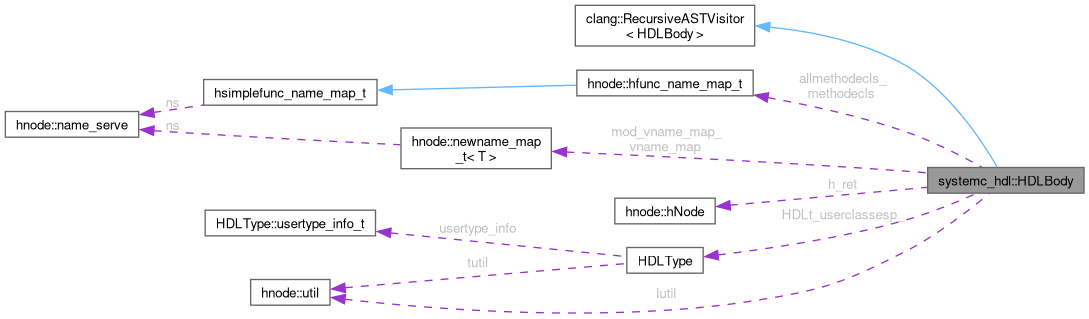 clang::RecursiveASTVisitor
< HDLBody >
hsimplefunc_name_map_t
hnode::hfunc_name_map_t
allmethodecls_
methodecls
ns
hnode::name_serve
ns
hnode::newname_map
_t< T >
mod_vname_map_
vname_map
systemc_hdl::HDLBody
h_ret
hnode::hNode
HDLt_userclassesp_
HDLType::usertype_info_t
usertype_info
HDLType
tutil
hnode::util
lutil